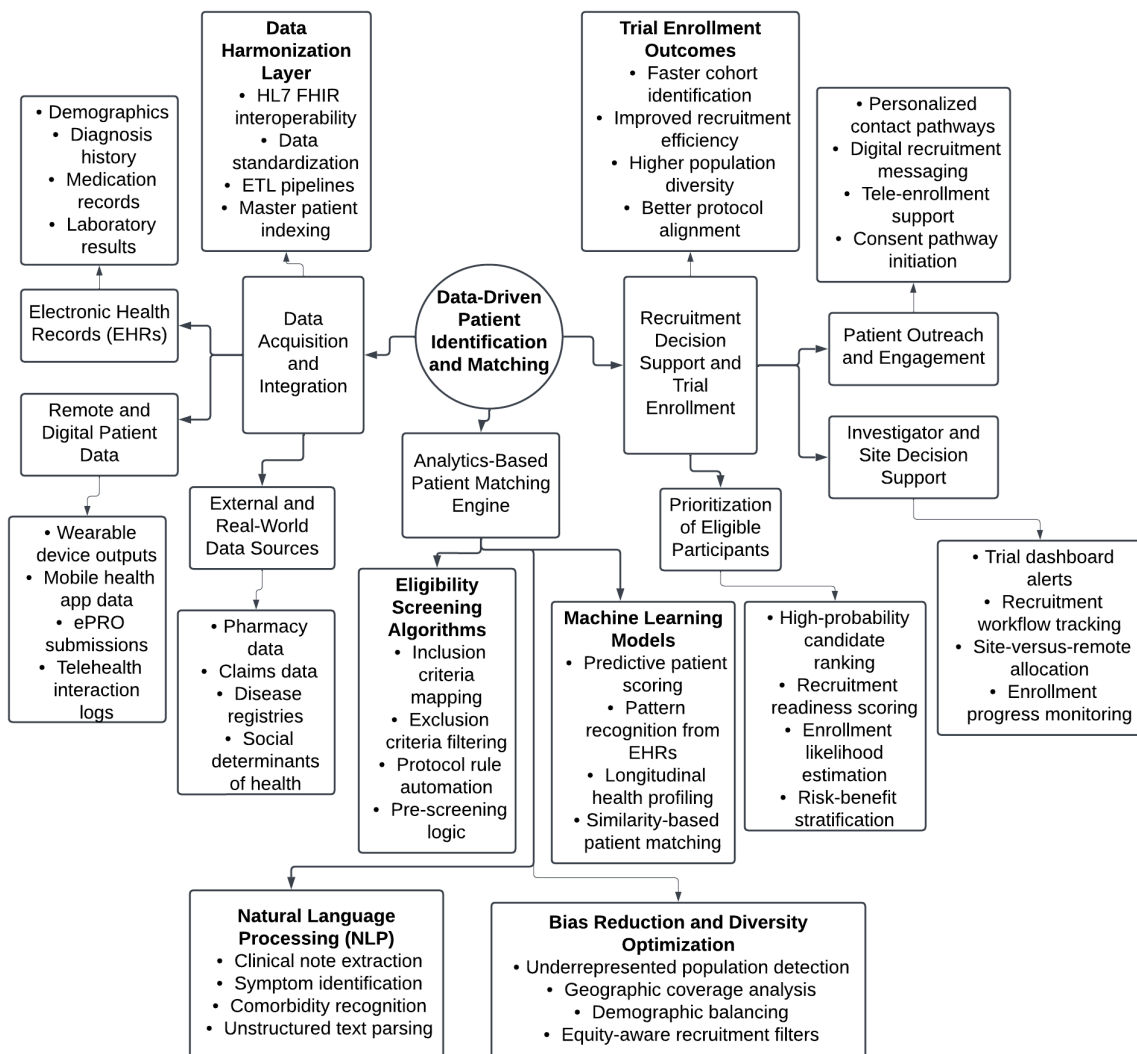 Data
Harmonization
Layer
• HL7 FHIR
interoperability
• Data
standardization
• ETL pipelines
• Master patient
indexing
Trial Enrollment
Outcomes
• Faster cohort
identification
• Improved recruitment
efficiency
• Higher population
diversity
• Better protocol
alignment
• Demographics
• Diagnosis
history
• Medication
records
• Laboratory
results
• Personalized
contact pathways
• Digital recruitment
messaging
• Tele-enrollment
support
• Consent pathway
initiation
Electronic Health
Records (EHRs)
Data
Acquisition
and
Integration
Data-Driven
Patient
Identification
and Matching
Recruitment
Decision
Support and
Trial
Enrollment
Patient Outreach
and Engagement
Remote and
Digital Patient
Data
Analytics-Based
Patient Matching
Engine
Investigator and
Site Decision
Support
External and
Real-World
Data Sources
Prioritization
of Eligible
Participants
• Wearable
device outputs
• Mobile health
app data
• ePRO
submissions
• Telehealth
interaction
logs
• Pharmacy
data
• Claims data
• Disease
registries
• Social
determinants
of health
Eligibility
Screening
Algorithms
• Inclusion
criteria
mapping
• Exclusion
criteria filtering
• Protocol rule
automation
• Pre-screening
logic
Machine Learning
Models
• Predictive patient
scoring
• Pattern
recognition from
EHRs
• Longitudinal
health profiling
• Similarity-based
patient matching
• High-probability
candidate
ranking
• Recruitment
readiness scoring
• Enrollment
likelihood
estimation
• Risk-benefit
stratification
• Trial dashboard
alerts
• Recruitment
workflow tracking
• Site-versus-remote
allocation
• Enrollment
progress monitoring
Natural Language
Processing (NLP)
• Clinical note extraction
• Symptom identification
• Comorbidity recognition
• Unstructured text parsing
Bias Reduction and Diversity
Optimization
• Underrepresented population detection
• Geographic coverage analysis
• Demographic balancing
• Equity-aware recruitment filters